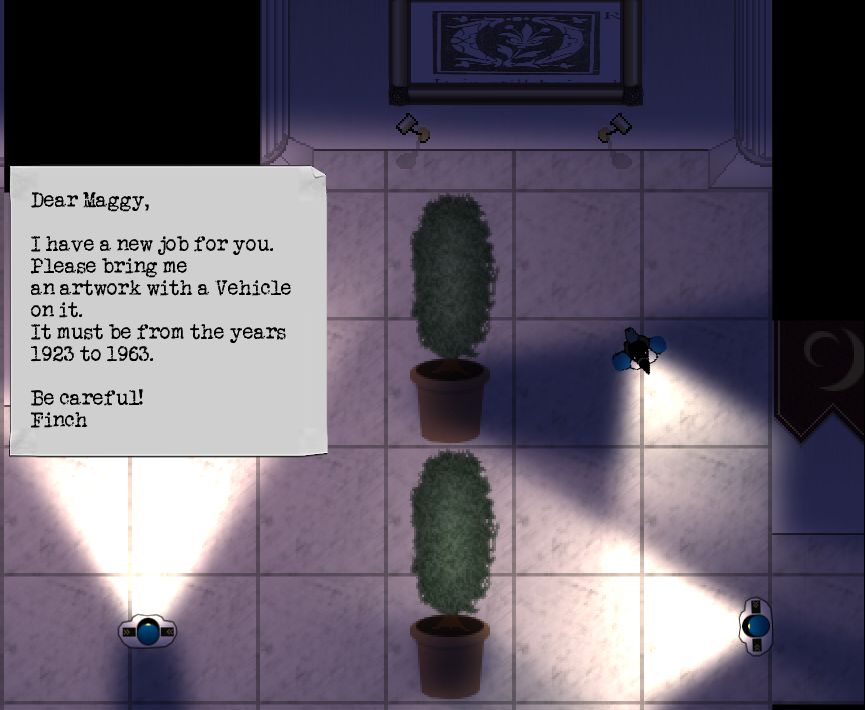 Dear Maggy,
I have a new job for you.
Please bring me
an artwork with a Vehicle
on it.
It must be from the years
1923 to 1963.
Be careful!
Finch